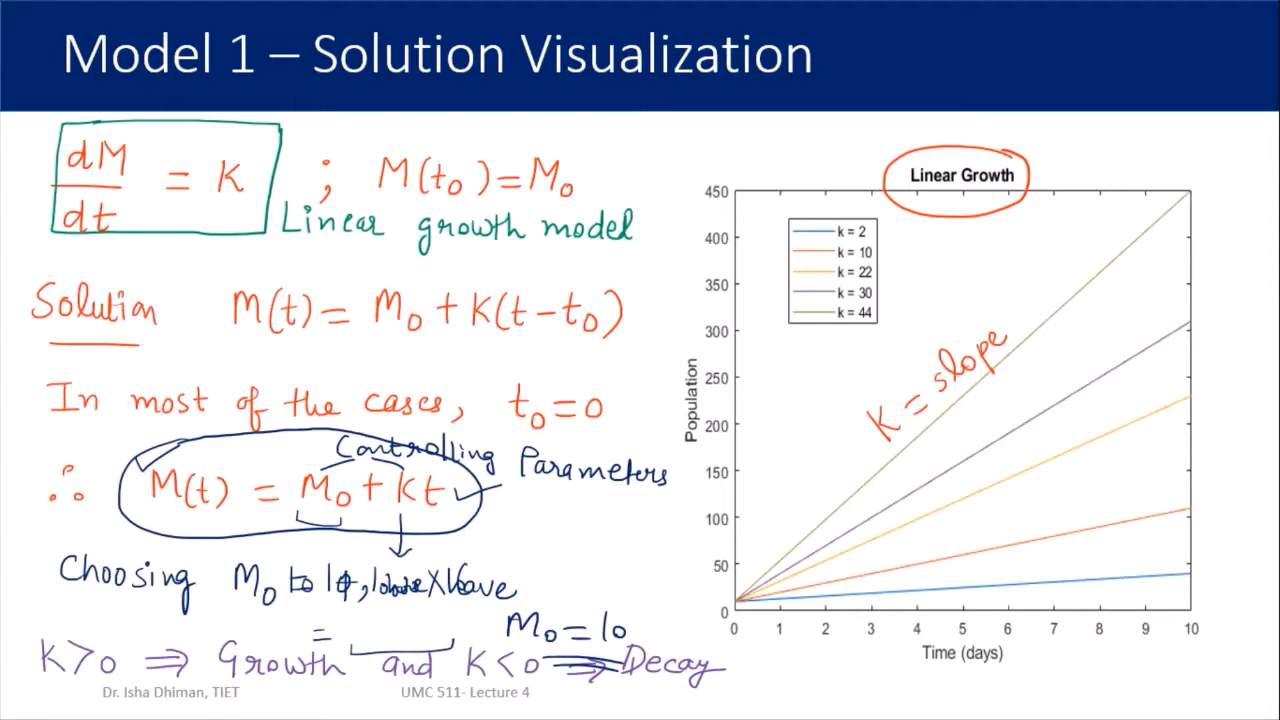 Model 1 – Solution Visualization
dM/dt = K ; M(t₀) = M₀
Linear growth model
Solution M(t) = M₀ + K(t – t₀)
In most of the cases, t₀ = 0
Controlling Parameters
∴ M(t) = M₀ + Kt
Choosing M₀ to
M₀ = 10
K > 0 ⇒ Growth and K < 0 ⇒ Decay
Dr. Isha Dhiman, TIET
UMC 511- Lecture 4
Linear Growth
450
400
350
300
250
200
150
100
50
0
Population
k = 2
k = 10
k = 22
k = 30
k = 44
K = slope
0 1 2 3 4 5 6 7 8 9 10
Time (days)